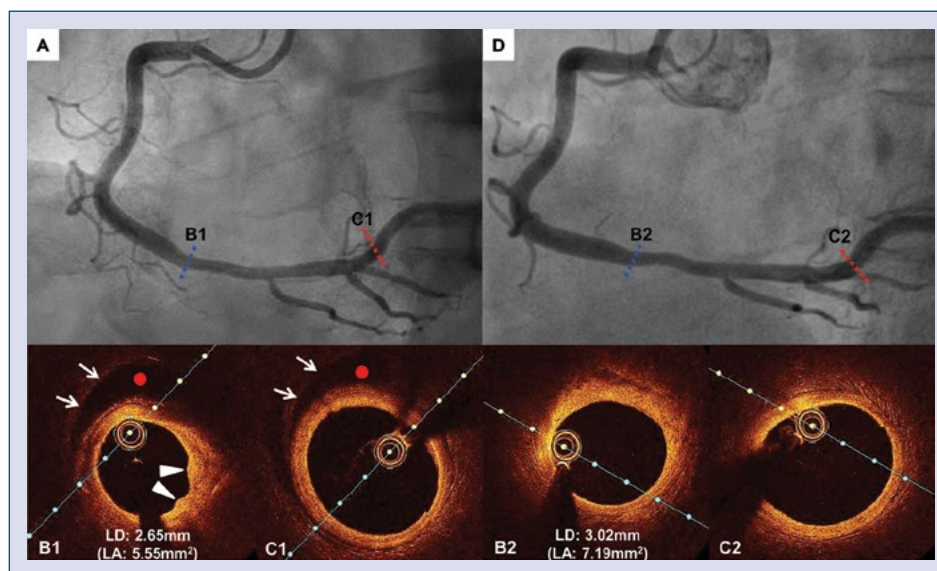 A
D
B1
C1
B2
C2
LD: 2.65mm
(LA: 5.55mm²)
B1
C1
LD: 3.02mm
(LA: 7.19mm²)
B2
C2